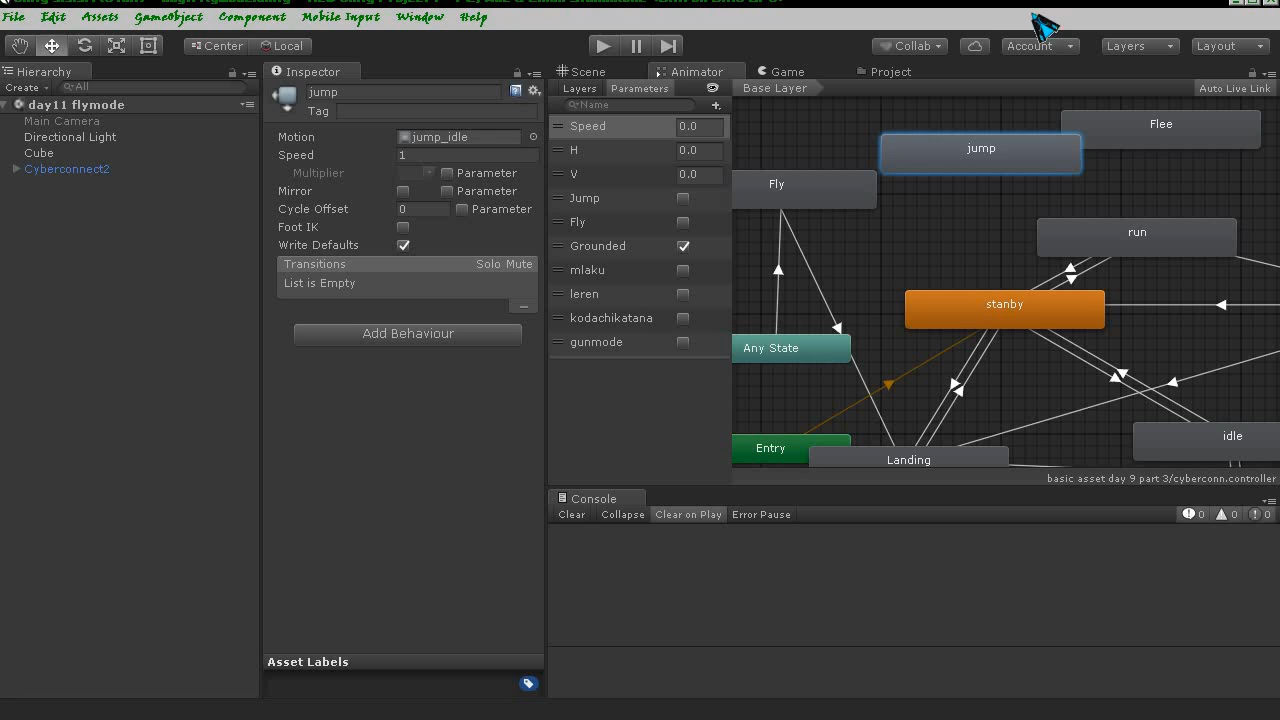 File Edit Assets GameObject Component Mobile Input Window Help
Center Local Collab Account Layers Layout
Hierarchy
Create All
day11 flymode
Main Camera
Directional Light
Cube
Cyberconnect2
Inspector
jump
Tag
Motion jump_idle
Speed 1
Multiplier Parameter
Mirror Parameter
Cycle Offset 0 Parameter
Foot IK
Write Defaults
Transitions Solo Mute
List is Empty
Add Behaviour
Asset Labels
Scene Animator Game Project
Layers Parameters Base Layer Auto Live Link
Name
Speed 0.0
H 0.0
V 0.0
Jump
Fly
Grounded
mlaku
leren
kodachikatana
gunmode
Flee
jump
Fly
run
stanby
Any State
idle
Entry
Landing
basic asset day 9 part 3/cyberconn.controller
Console
Clear Collapse Clear on Play Error Pause 0 0 0